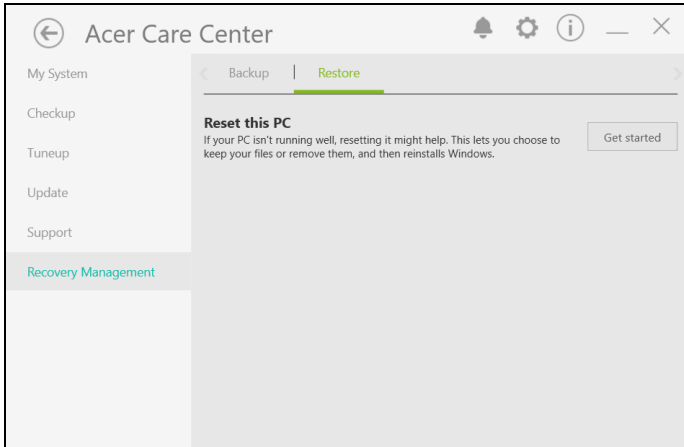 Acer Care Center
My System
Checkup
Tuneup
Update
Support
Recovery Management
Backup
Restore
Reset this PC
If your PC isn't running well, resetting it might help. This lets you choose to
keep your files or remove them, and then reinstalls Windows.
Get started